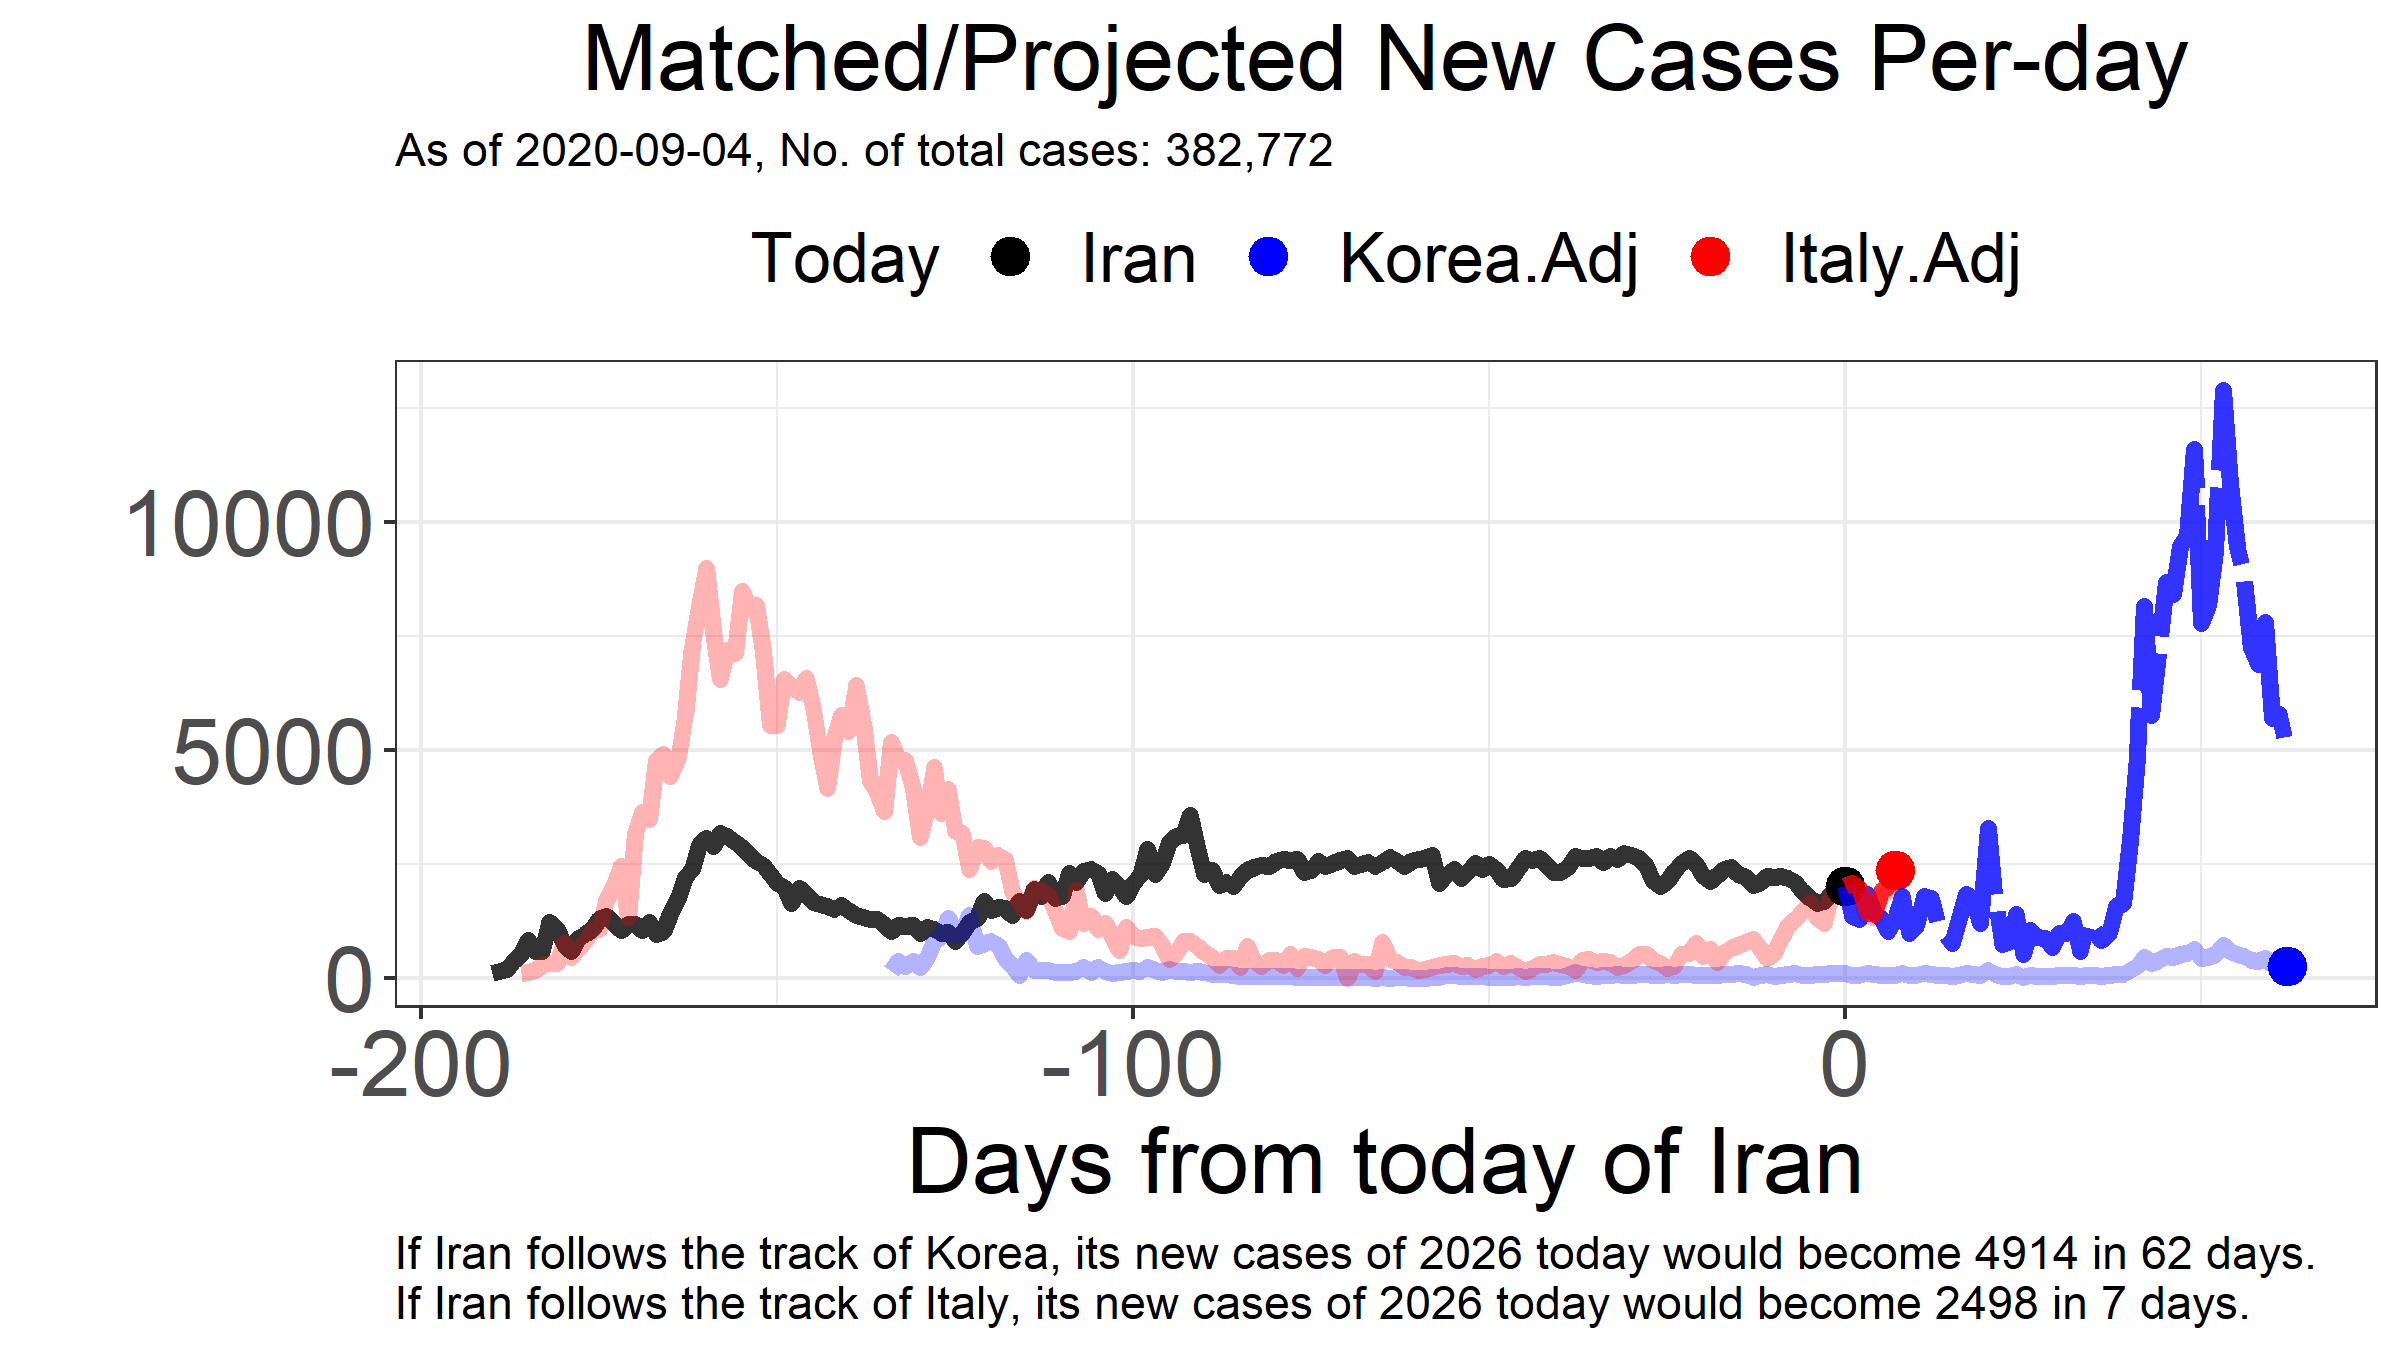 Matched/Projected New Cases Per-day
As of 2020-09-04, No. of total cases: 382,772
Today Iran Korea.Adj Italy.Adj
10000
5000
0
-200 -100 0
Days from today of Iran
If Iran follows the track of Korea, its new cases of 2026 today would become 4914 in 62 days.
If Iran follows the track of Italy, its new cases of 2026 today would become 2498 in 7 days.